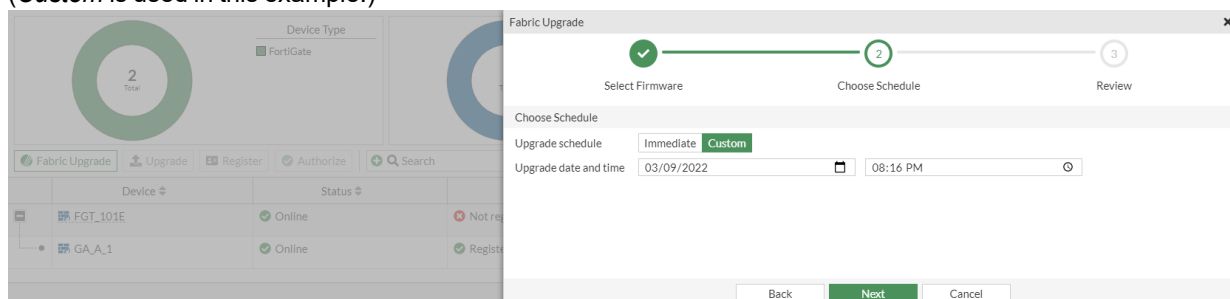 (Custom is used in this example.)
Fabric Upgrade
Device Type
FortiGate
2
Total
2
3
Select Firmware
Choose Schedule
Review
Choose Schedule
Upgrade schedule Immediate Custom
Upgrade date and time 03/09/2022 08:16 PM
Fabric Upgrade Upgrade Register Authorize Search
Device Status
FGT_101E Online Not re
GA_A_1 Online Registe
Back Next Cancel